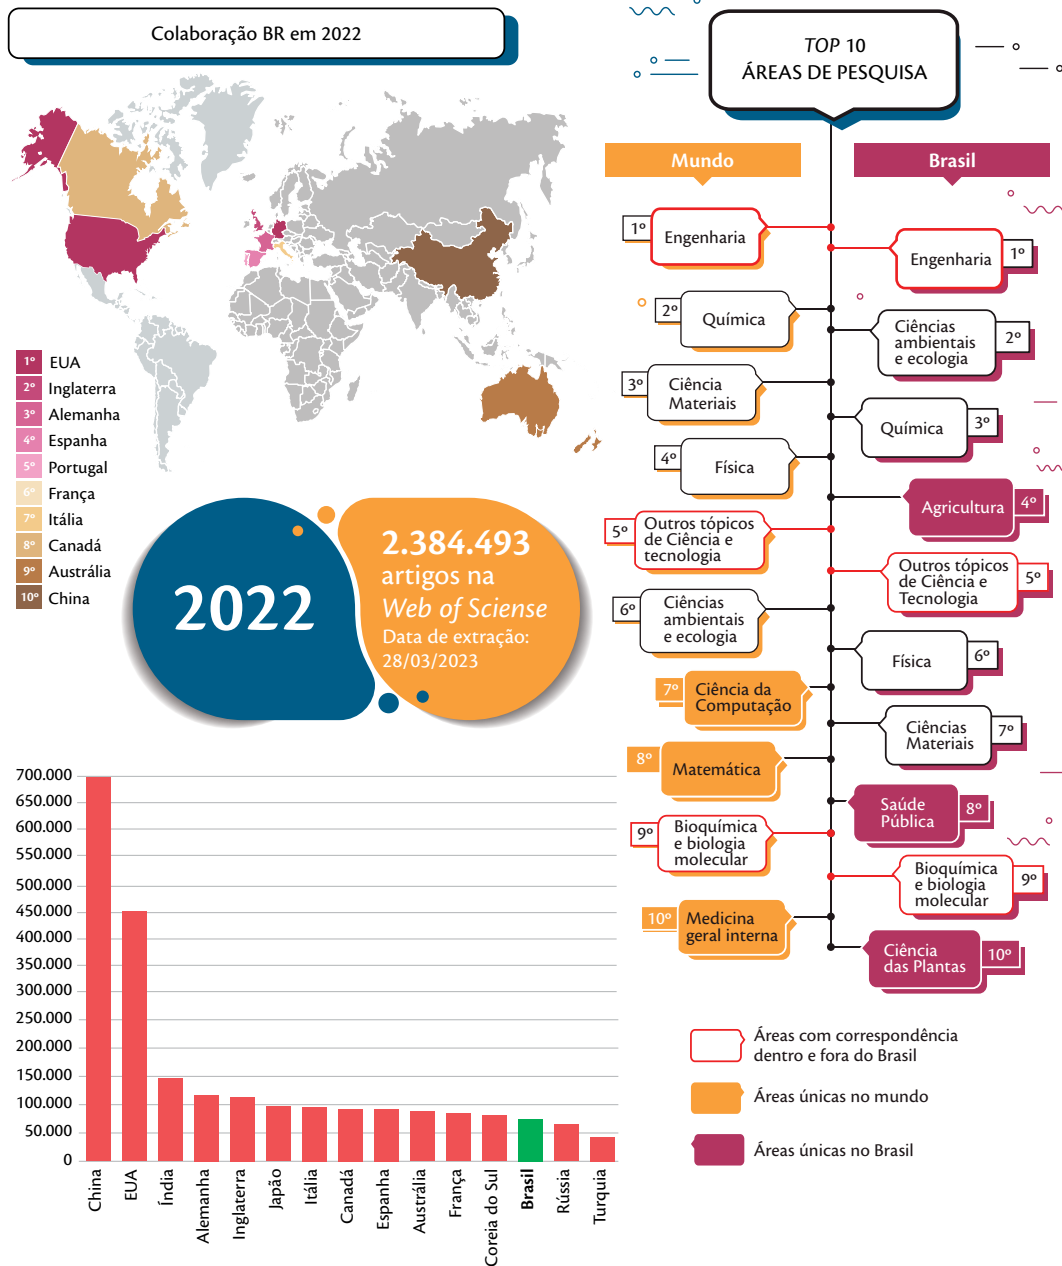 Colaboração BR em 2022
1º EUA
2º Inglaterra
3º Alemanha
4º Espanha
5º Portugal
6º França
7º Itália
8º Canadá
9º Austrália
10º China
2022
2.384.493
artigos na
Web of Sciense
Data de extração:
28/03/2023
700.000
650.000
600.000
550.000
500.000
450.000
400.000
350.000
300.000
250.000
200.000
150.000
100.000
50.000
0
China
EUA
Índia
Alemanha
Inglaterra
Japão
Itália
Canadá
Espanha
Austrália
França
Coreia do Sul
Brasil
Rússia
Turquia
TOP 10
ÁREAS DE PESQUISA
Mundo
1º Engenharia
2º Química
3º Ciência
Materiais
4º Física
5º Outros tópicos
de Ciência e
tecnologia
6º Ciências
ambientais
e ecologia
7º Ciência da
Computação
8º Matemática
9º Bioquímica
e biologia
molecular
10º Medicina
geral interna
Brasil
Engenharia 1º
Ciências
ambientais
e ecologia 2º
Química 3º
Agricultura 4º
Outros tópicos
de Ciência e
Tecnologia 5º
Física 6º
Ciências
Materiais 7º
Saúde
Pública 8º
Bioquímica
e biologia
molecular 9º
Ciência
das Plantas 10º
Áreas com correspondência
dentro e fora do Brasil
Áreas únicas no mundo
Áreas únicas no Brasil